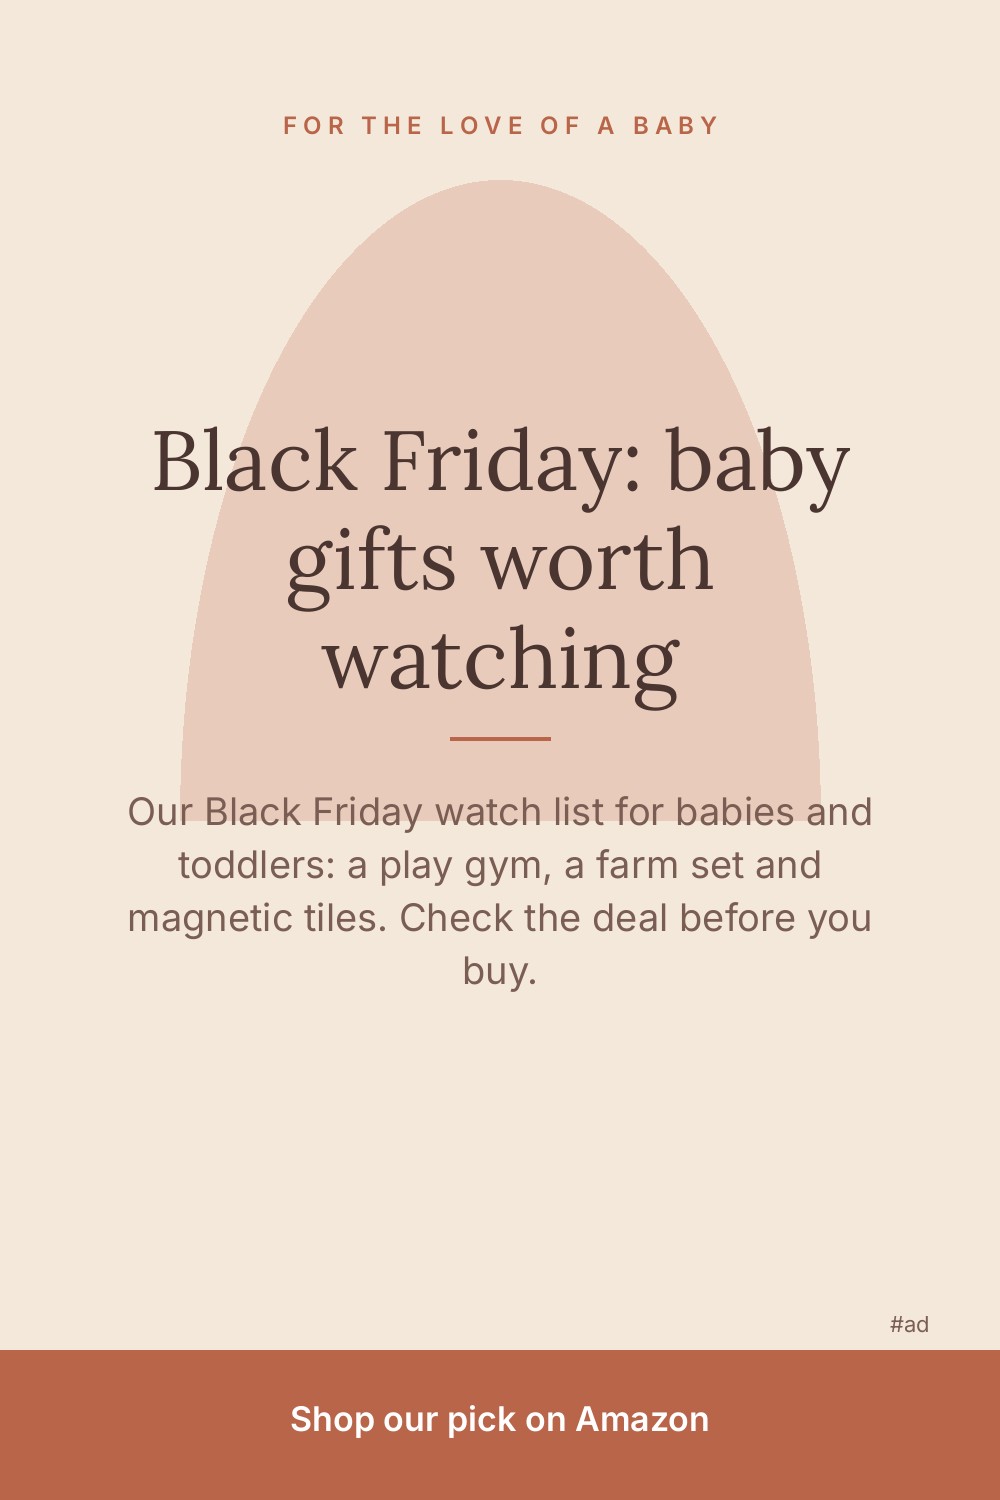 FOR THE LOVE OF A BABY
Black Friday: baby
gifts worth
watching
Our Black Friday watch list for babies and
toddlers: a play gym, a farm set and
magnetic tiles. Check the deal before you
buy.
#ad
Shop our pick on Amazon